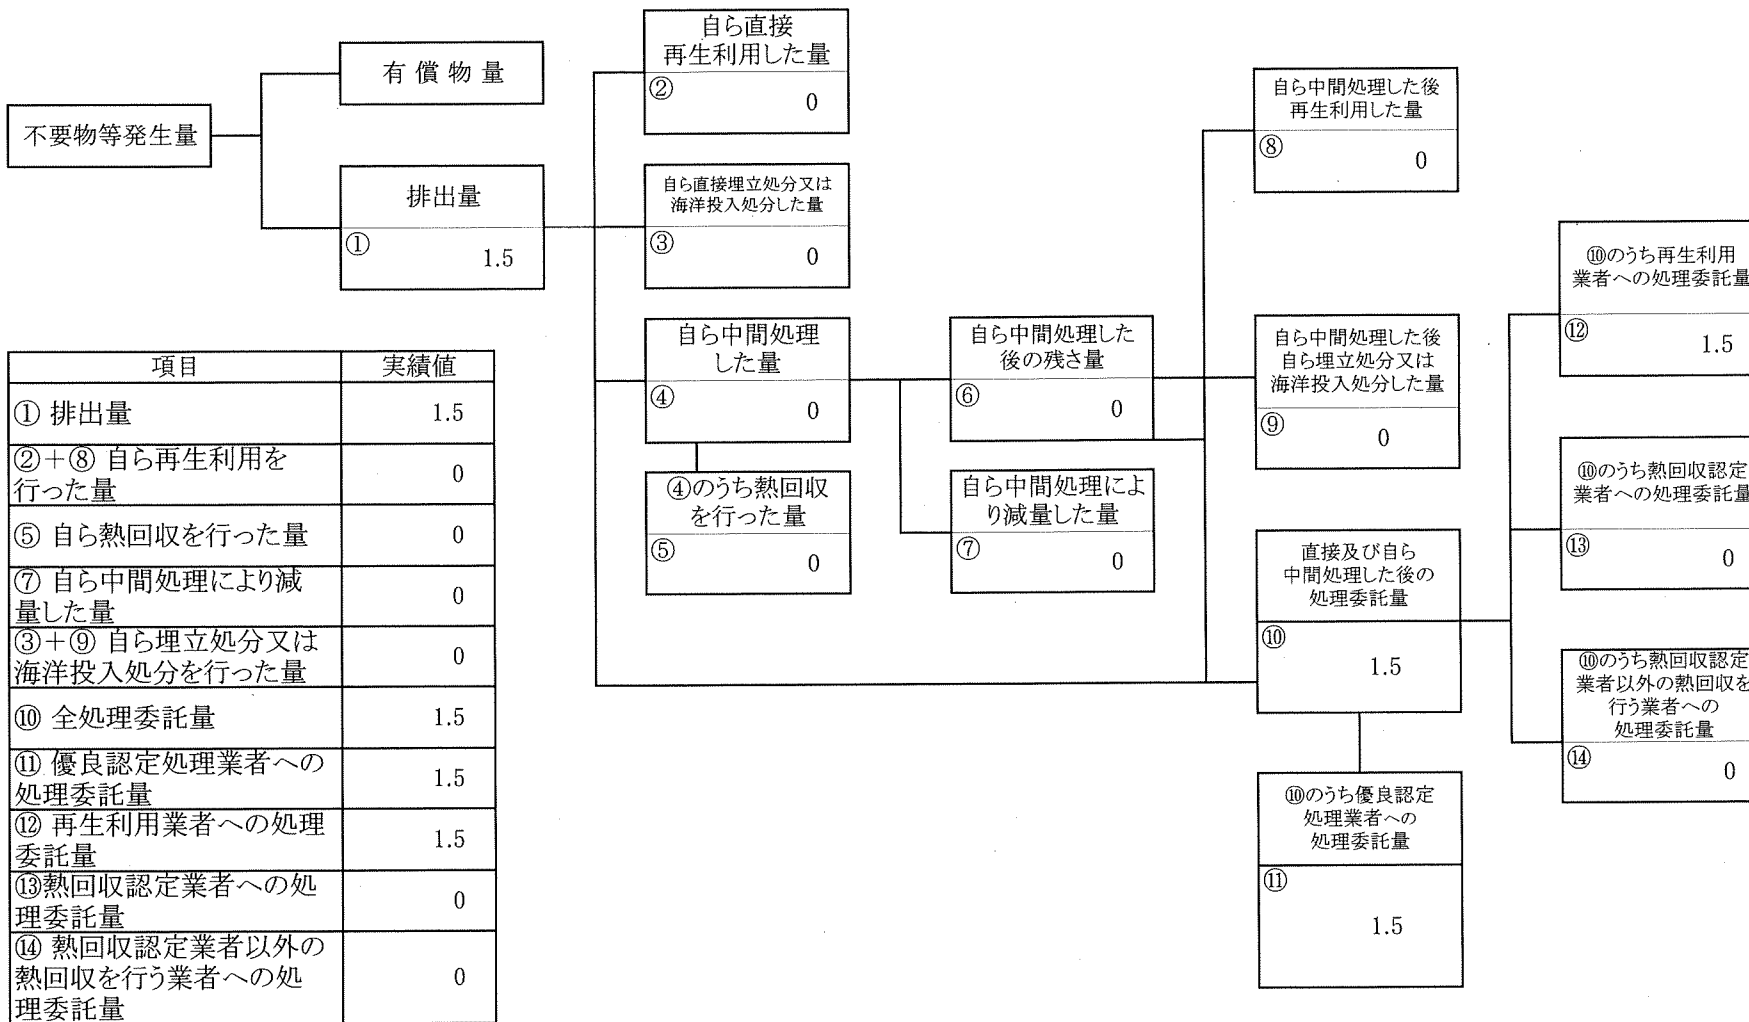 不要物等発生量
有償物量
排出量
①
1.5
自ら直接
再生利用した量
②
0
自ら直接埋立処分又は
海洋投入処分した量
③
0
自ら中間処理
した量
④
0
④のうち熱回収
を行った量
⑤
0
自ら中間処理した
後の残さ量
⑥
0
自ら中間処理によ
り減量した量
⑦
0
自ら中間処理した後
再生利用した量
⑧
0
自ら中間処理した後
自ら埋立処分又は
海洋投入処分した量
⑨
0
直接及び自ら
中間処理した後の
処理委託量
⑩
1.5
⑩のうち優良認定
処理業者への
処理委託量
⑪
1.5
⑩のうち再生利用
業者への処理委託量
⑫
1.5
⑩のうち熱回収認定
業者への処理委託量
⑬
0
⑩のうち熱回収認定
業者以外の熱回収を
行う業者への
処理委託量
⑭
0
項目 実績値
① 排出量 1.5
②+⑧ 自ら再生利用を
行った量 0
⑤ 自ら熱回収を行った量 0
⑦ 自ら中間処理により減
量した量 0
③+⑨ 自ら埋立処分又は
海洋投入処分を行った量 0
⑩ 全処理委託量 1.5
⑪ 優良認定処理業者への
処理委託量 1.5
⑫ 再生利用業者への処理
委託量 1.5
⑬熱回収認定業者への処
理委託量 0
⑭ 熱回収認定業者以外の
熱回収を行う業者への処
理委託量 0